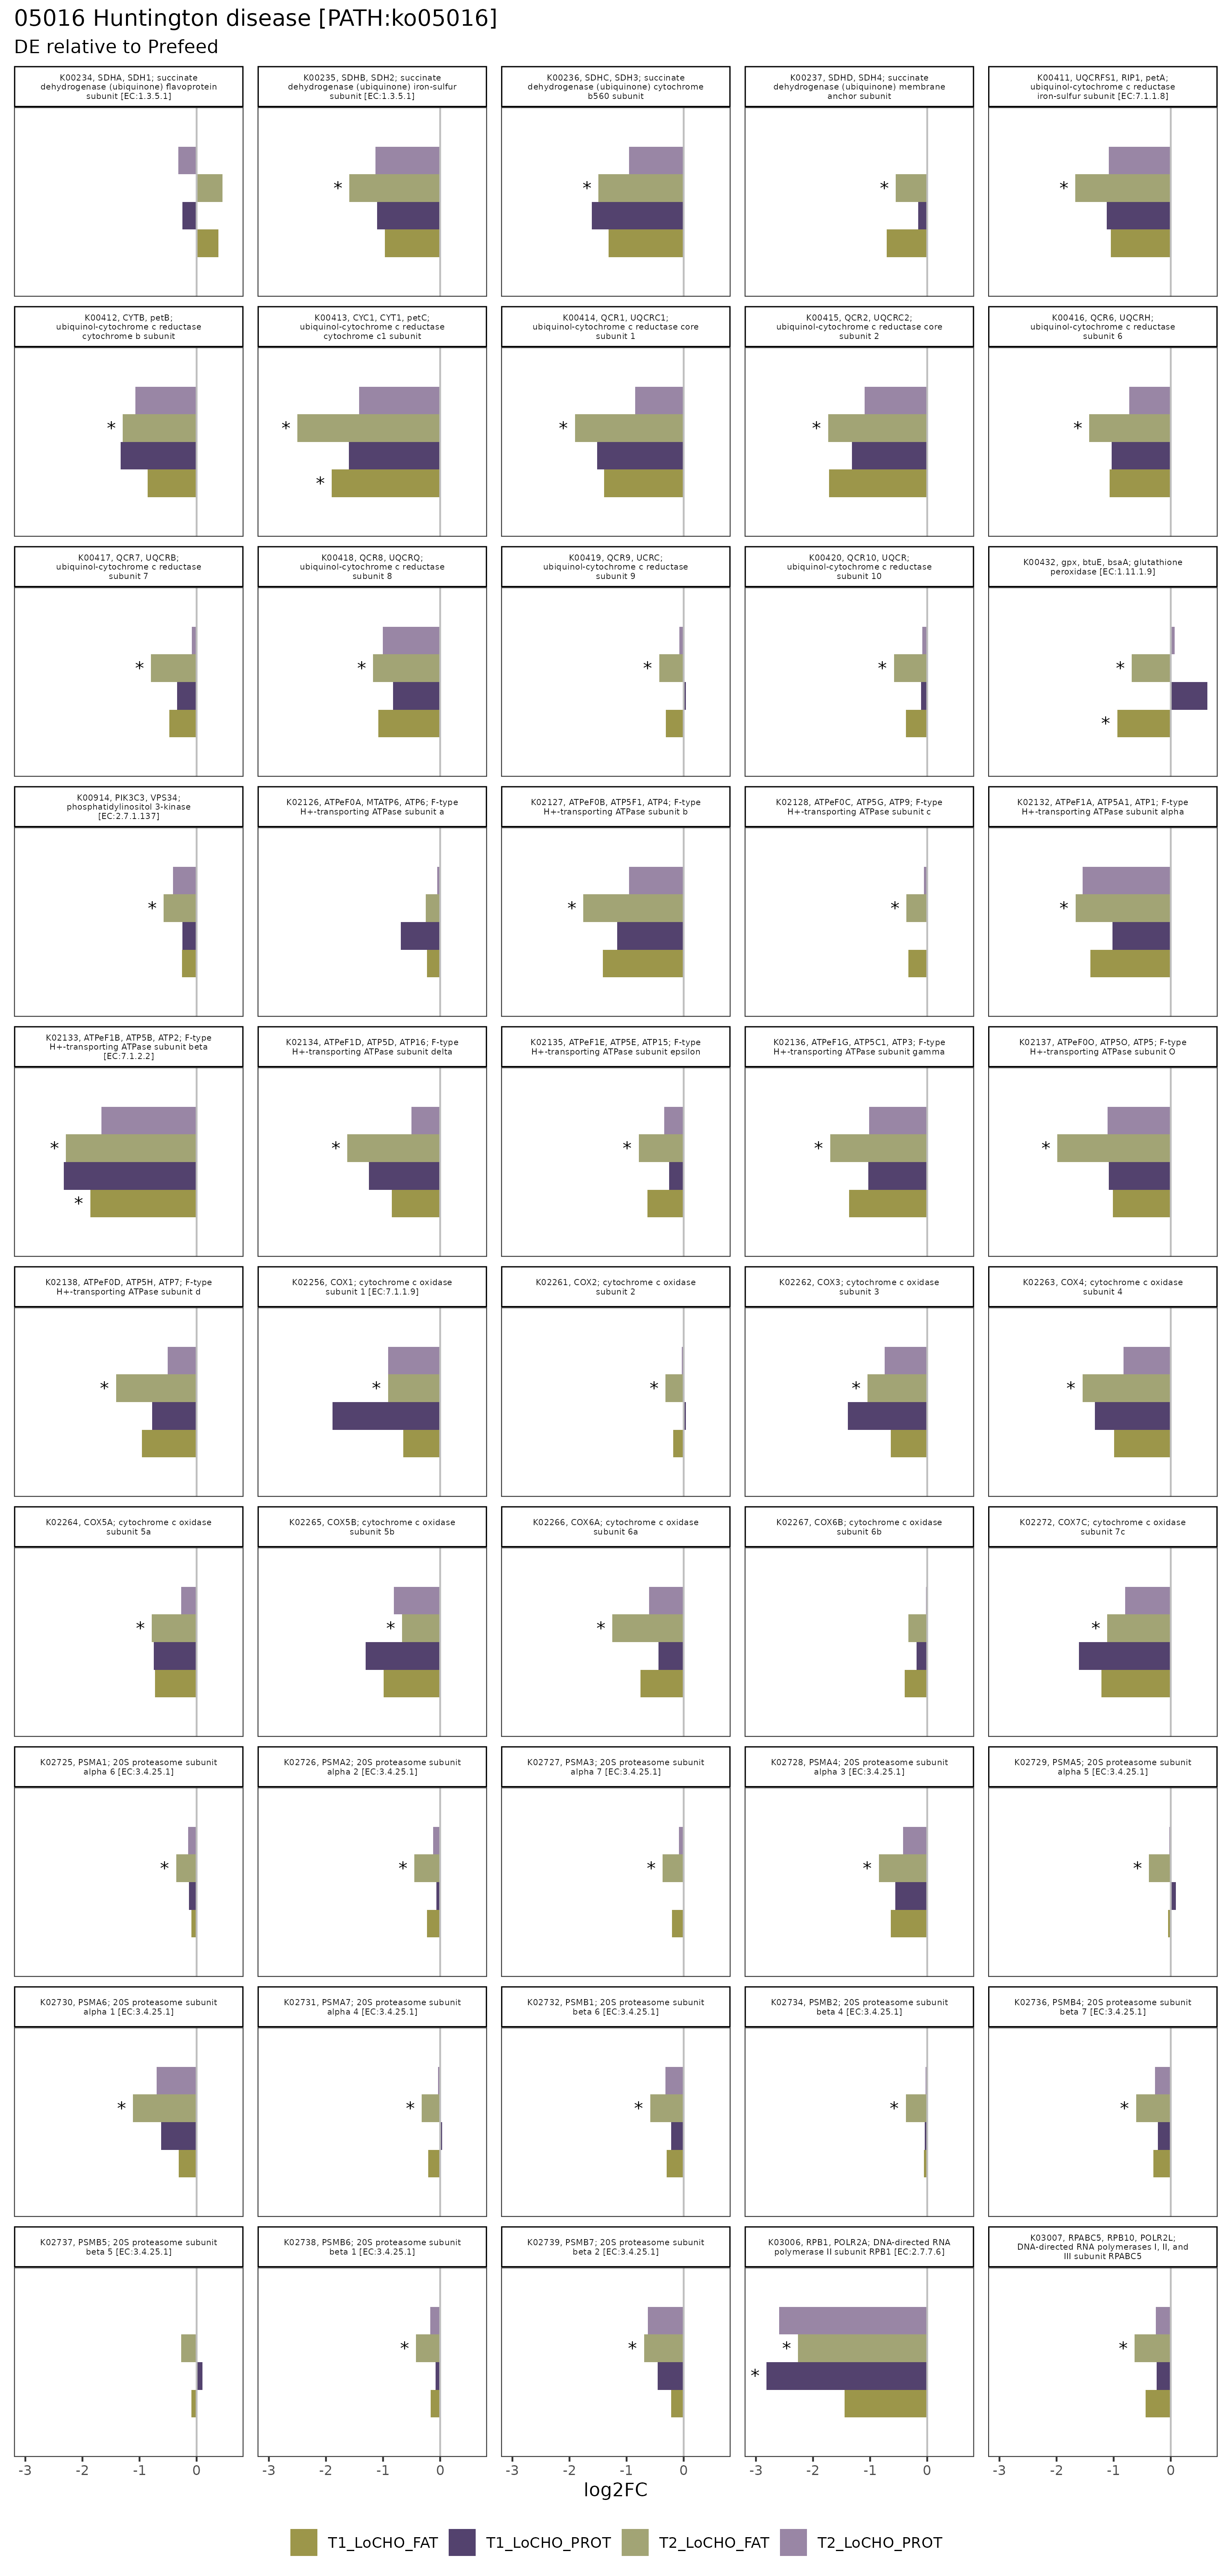 05016 Huntington disease [PATH:ko05016]
DE relative to Prefeed
K00234, SDHA, SDH1; succinate
dehydrogenase (ubiquinone) flavoprotein
subunit [EC:1.3.5.1]
K00235, SDHB, SDH2; succinate
dehydrogenase (ubiquinone) iron-sulfur
subunit [EC:1.3.5.1]
K00236, SDHC, SDH3; succinate
dehydrogenase (ubiquinone) cytochrome
b560 subunit
K00237, SDHD, SDH4; succinate
dehydrogenase (ubiquinone) membrane
anchor subunit
K00411, UQCRFS1, RIP1, petA;
ubiquinol-cytochrome c reductase
iron-sulfur subunit [EC:7.1.1.8]
*
*
*
*
K00412, CYTB, petB;
ubiquinol-cytochrome c reductase
cytochrome b subunit
K00413, CYC1, CYT1, petC;
ubiquinol-cytochrome c reductase
cytochrome c1 subunit
K00414, QCR1, UQCRC1;
ubiquinol-cytochrome c reductase core
subunit 1
K00415, QCR2, UQCRC2;
ubiquinol-cytochrome c reductase core
subunit 2
K00416, QCR6, UQCRH;
ubiquinol-cytochrome c reductase
subunit 6
*
*
*
*
*
*
K00417, QCR7, UQCRB;
ubiquinol-cytochrome c reductase
subunit 7
K00418, QCR8, UQCRQ;
ubiquinol-cytochrome c reductase
subunit 8
K00419, QCR9, UCRC;
ubiquinol-cytochrome c reductase
subunit 9
K00420, QCR10, UQCR;
ubiquinol-cytochrome c reductase
subunit 10
K00432, gpx, btuE, bsaA; glutathione
peroxidase [EC:1.11.1.9]
*
*
*
*
*
*
K00914, PIK3C3, VPS34;
phosphatidylinositol 3-kinase
[EC:2.7.1.137]
K02126, ATPeF0A, MTATP6, ATP6; F-type
H+-transporting ATPase subunit a
K02127, ATPeF0B, ATP5F1, ATP4; F-type
H+-transporting ATPase subunit b
K02128, ATPeF0C, ATP5G, ATP9; F-type
H+-transporting ATPase subunit c
K02132, ATPeF1A, ATP5A1, ATP1; F-type
H+-transporting ATPase subunit alpha
*
*
*
*
K02133, ATPeF1B, ATP5B, ATP2; F-type
H+-transporting ATPase subunit beta
[EC:7.1.2.2]
K02134, ATPeF1D, ATP5D, ATP16; F-type
H+-transporting ATPase subunit delta
K02135, ATPeF1E, ATP5E, ATP15; F-type
H+-transporting ATPase subunit epsilon
K02136, ATPeF1G, ATP5C1, ATP3; F-type
H+-transporting ATPase subunit gamma
K02137, ATPeF0O, ATP5O, ATP5; F-type
H+-transporting ATPase subunit O
*
*
*
*
*
*
K02138, ATPeF0D, ATP5H, ATP7; F-type
H+-transporting ATPase subunit d
K02256, COX1; cytochrome c oxidase
subunit 1 [EC:7.1.1.9]
K02261, COX2; cytochrome c oxidase
subunit 2
K02262, COX3; cytochrome c oxidase
subunit 3
K02263, COX4; cytochrome c oxidase
subunit 4
*
*
*
*
*
K02264, COX5A; cytochrome c oxidase
subunit 5a
K02265, COX5B; cytochrome c oxidase
subunit 5b
K02266, COX6A; cytochrome c oxidase
subunit 6a
K02267, COX6B; cytochrome c oxidase
subunit 6b
K02272, COX7C; cytochrome c oxidase
subunit 7c
*
*
*
*
K02725, PSMA1; 20S proteasome subunit
alpha 6 [EC:3.4.25.1]
K02726, PSMA2; 20S proteasome subunit
alpha 2 [EC:3.4.25.1]
K02727, PSMA3; 20S proteasome subunit
alpha 7 [EC:3.4.25.1]
K02728, PSMA4; 20S proteasome subunit
alpha 3 [EC:3.4.25.1]
K02729, PSMA5; 20S proteasome subunit
alpha 5 [EC:3.4.25.1]
*
*
*
*
*
K02730, PSMA6; 20S proteasome subunit
alpha 1 [EC:3.4.25.1]
K02731, PSMA7; 20S proteasome subunit
alpha 4 [EC:3.4.25.1]
K02732, PSMB1; 20S proteasome subunit
beta 6 [EC:3.4.25.1]
K02734, PSMB2; 20S proteasome subunit
beta 4 [EC:3.4.25.1]
K02736, PSMB4; 20S proteasome subunit
beta 7 [EC:3.4.25.1]
*
*
*
*
*
K02737, PSMB5; 20S proteasome subunit
beta 5 [EC:3.4.25.1]
K02738, PSMB6; 20S proteasome subunit
beta 1 [EC:3.4.25.1]
K02739, PSMB7; 20S proteasome subunit
beta 2 [EC:3.4.25.1]
K03006, RPB1, POLR2A; DNA-directed RNA
polymerase II subunit RPB1 [EC:2.7.7.6]
K03007, RPABC5, RPB10, POLR2L;
DNA-directed RNA polymerases I, II, and
III subunit RPABC5
*
*
*
*
*
-3 -2 -1 0
-3 -2 -1 0
-3 -2 -1 0
-3 -2 -1 0
-3 -2 -1 0
log2FC
T1_LoCHO_FAT T1_LoCHO_PROT T2_LoCHO_FAT T2_LoCHO_PROT